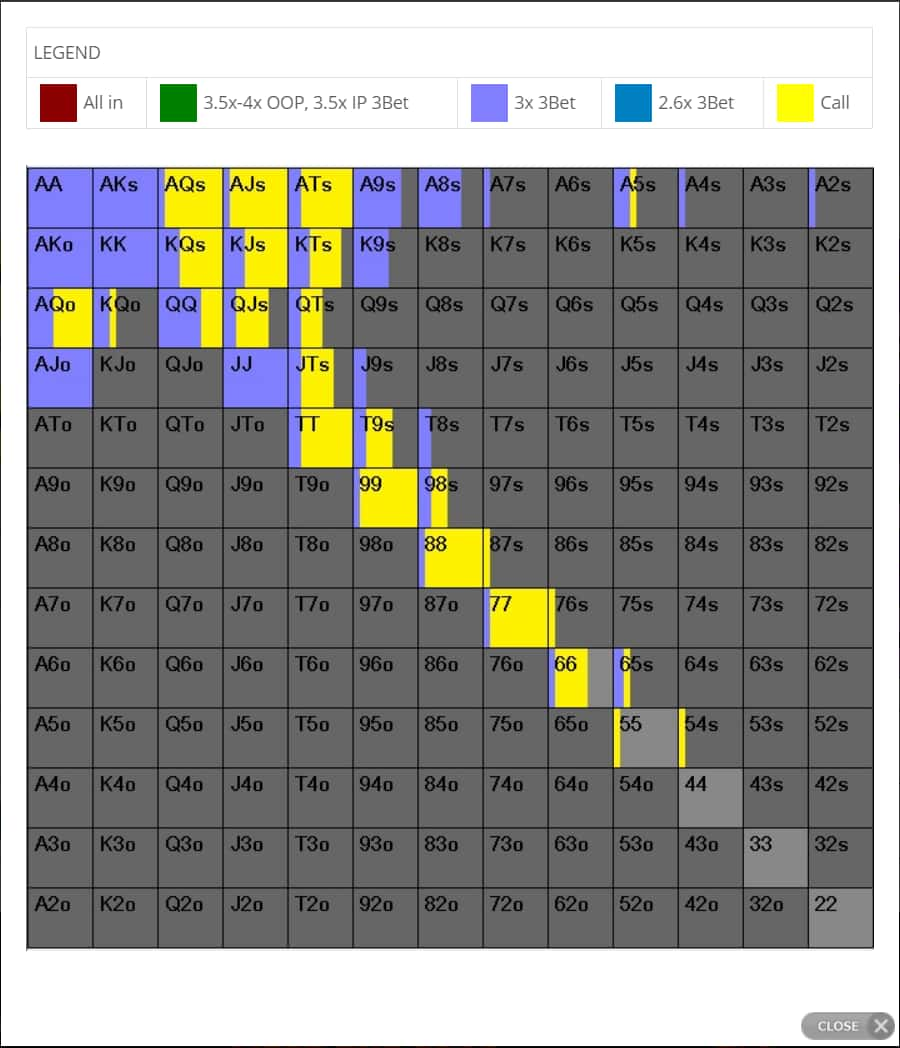 LEGEND
All in 3.5x-4x OOP, 3.5x IP 3Bet 3x 3Bet 2.6x 3Bet Call
AA AKs AQs AJs ATs A9s A8s A7s A6s A5s A4s A3s A2s
AKo KK KQs KJs KTs K9s K8s K7s K6s K5s K4s K3s K2s
AQo KQo QQ QJs QTs Q9s Q8s Q7s Q6s Q5s Q4s Q3s Q2s
AJo KJo QJo JJ JTs J9s J8s J7s J6s J5s J4s J3s J2s
ATo KTo QTo JTo TT T9s T8s T7s T6s T5s T4s T3s T2s
A9o K9o Q9o J9o T9o 99 98s 97s 96s 95s 94s 93s 92s
A8o K8o Q8o J8o T8o 98o 88 87s 86s 85s 84s 83s 82s
A7o K7o Q7o J7o T7o 97o 87o 77 76s 75s 74s 73s 72s
A6o K6o Q6o J6o T6o 96o 86o 76o 66 65s 64s 63s 62s
A5o K5o Q5o J5o T5o 95o 85o 75o 65o 55 54s 53s 52s
A4o K4o Q4o J4o T4o 94o 84o 74o 64o 54o 44 43s 42s
A3o K3o Q3o J3o T3o 93o 83o 73o 63o 53o 43o 33 32s
A2o K2o Q2o J2o T2o 92o 82o 72o 62o 52o 42o 32o 22
CLOSE